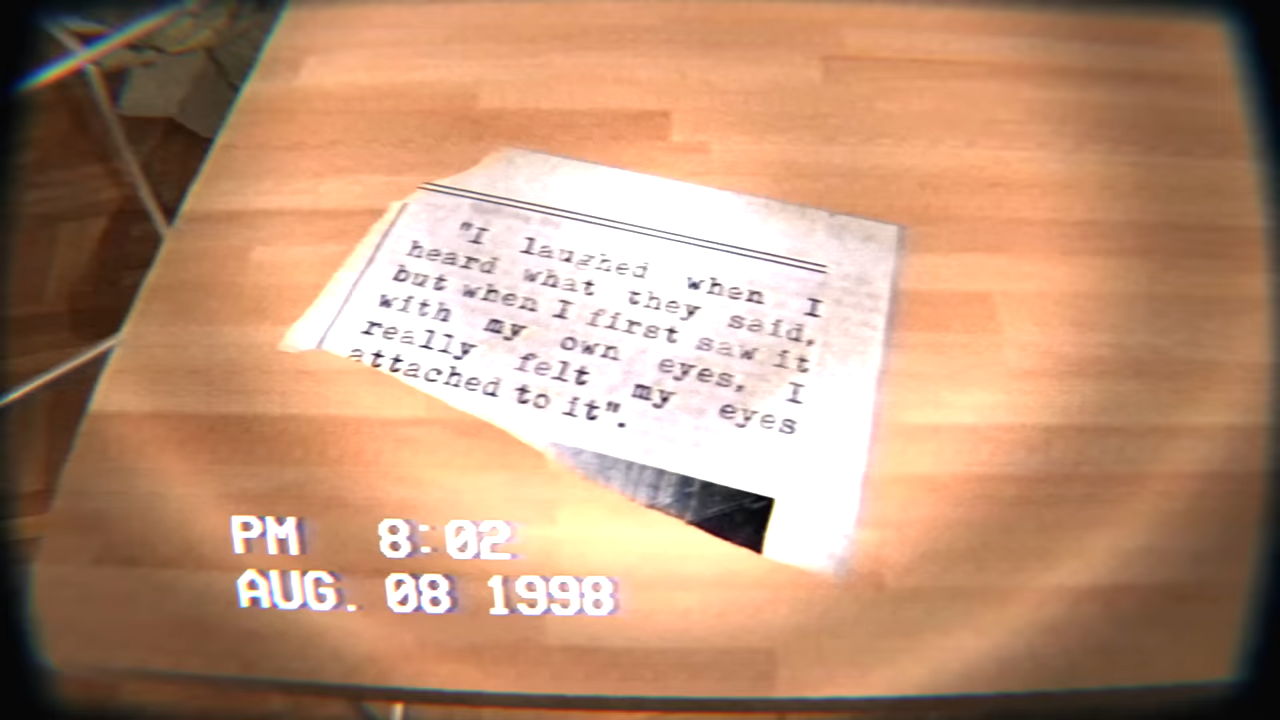 "I laughed when I
heard what they said,
but when I first saw it
with my own eyes, I
really felt my eyes
attached to it".
PM 8:02
AUG. 08 1998